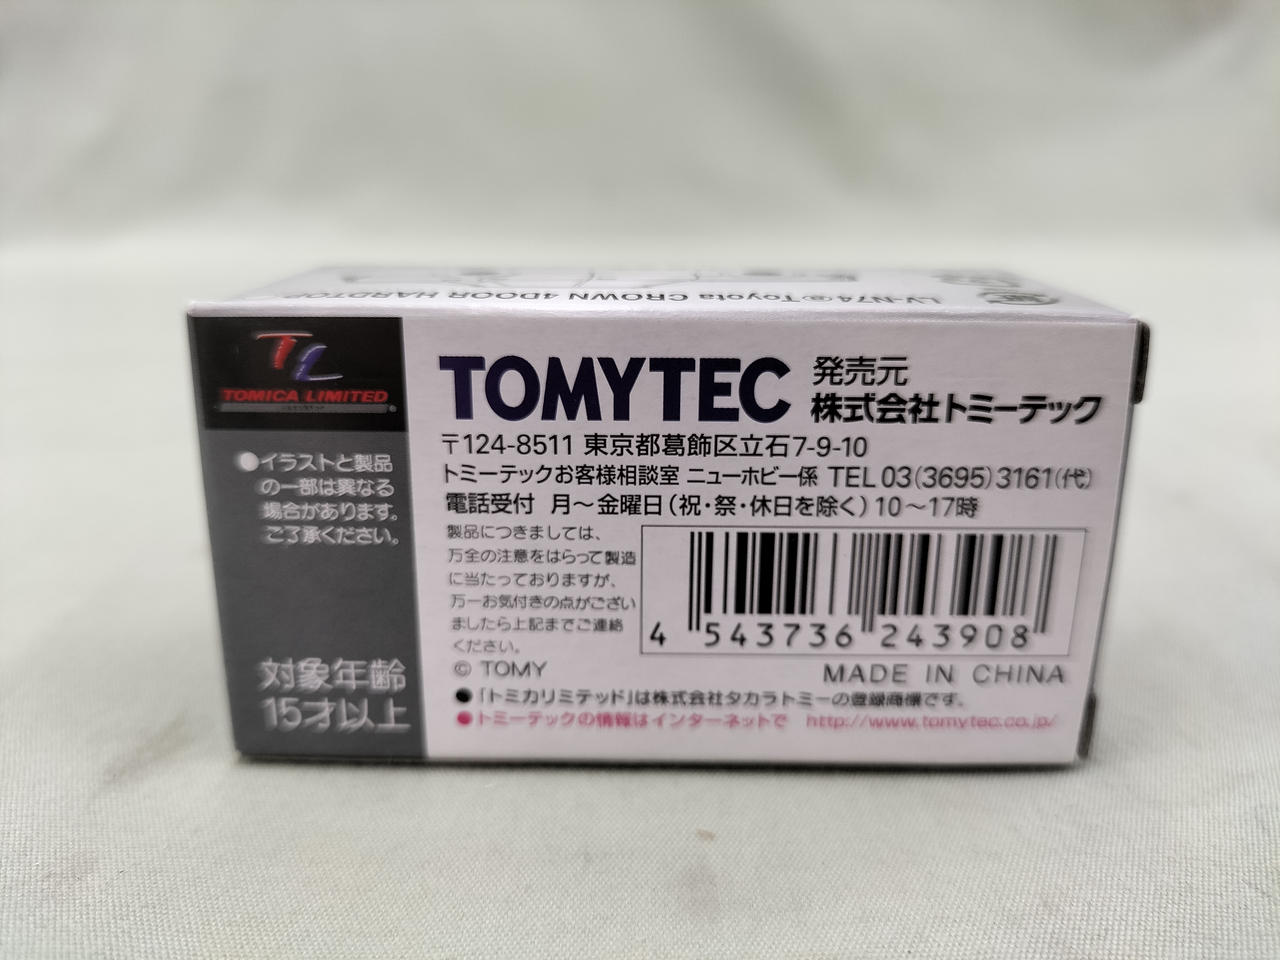 LV-N74ⓐToyota CROWN 4DOOR HARDTOP
TL
TOMICA LIMITED
●イラストと製品
の一部は異なる
場合があります。
ご了承ください。
対象年齢
15才以上
TOMYTEC
発売元
株式会社トミーテック
〒124-8511 東京都葛飾区立石7-9-10
トミーテックお客様相談室 ニューホビー係 TEL 03(3695)3161(代)
電話受付 月～金曜日(祝・祭・休日を除く)10～17時
製品につきましては、
万全の注意をはらって製造
に当たっておりますが、
万一お気付きの点がござい
ましたら上記までご連絡
ください。
4 543736 243908
© TOMY
MADE IN CHINA
●「トミカリミテッド」は株式会社タカラトミーの登録商標です。
●トミーテックの情報はインターネットで http://www.tomytec.co.jp/